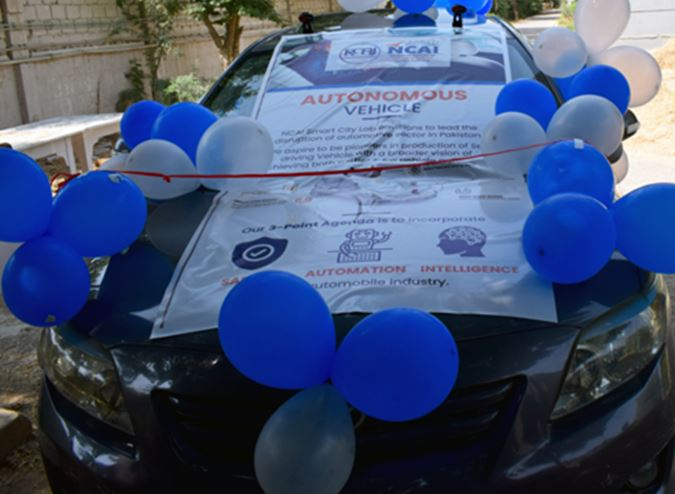 NCAI
NCAI
AUTONOMOUS
VEHICLE
NCAI Smart City Lab envisions to lead the
disruption of automotive sector in Pakistan
aspire to be pioneers in production of Se
driving Vehicle with a broader vision of
Our 3-Point Agenda is to incorporate
AUTOMATION INTELLIGENCE
automobile industry.